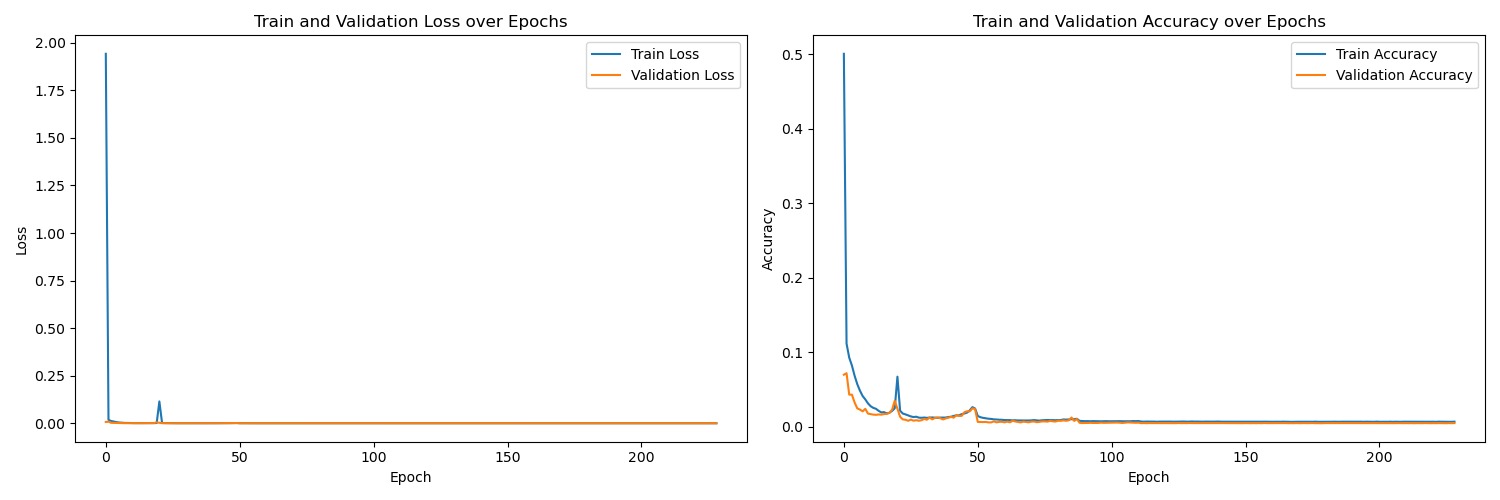 Train and Validation Loss over Epochs
2.00
1.75
1.50
1.25
1.00
0.75
0.50
0.25
0.00
Loss
0 50 100 150 200
Epoch
Train Loss
Validation Loss
Train and Validation Accuracy over Epochs
0.5
0.4
0.3
0.2
0.1
0.0
Accuracy
0 50 100 150 200
Epoch
Train Accuracy
Validation Accuracy